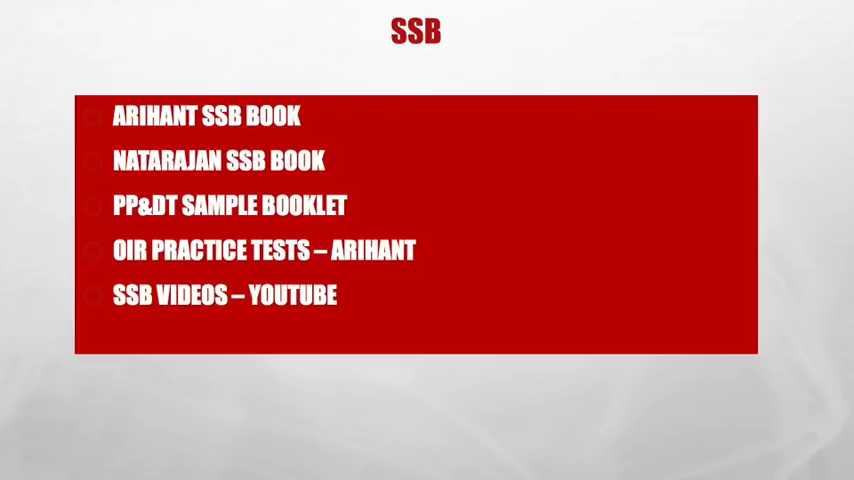 SSB
ARIHANT SSB BOOK
NATARAJAN SSB BOOK
PP&DT SAMPLE BOOKLET
OIR PRACTICE TESTS – ARIHANT
SSB VIDEOS – YOUTUBE